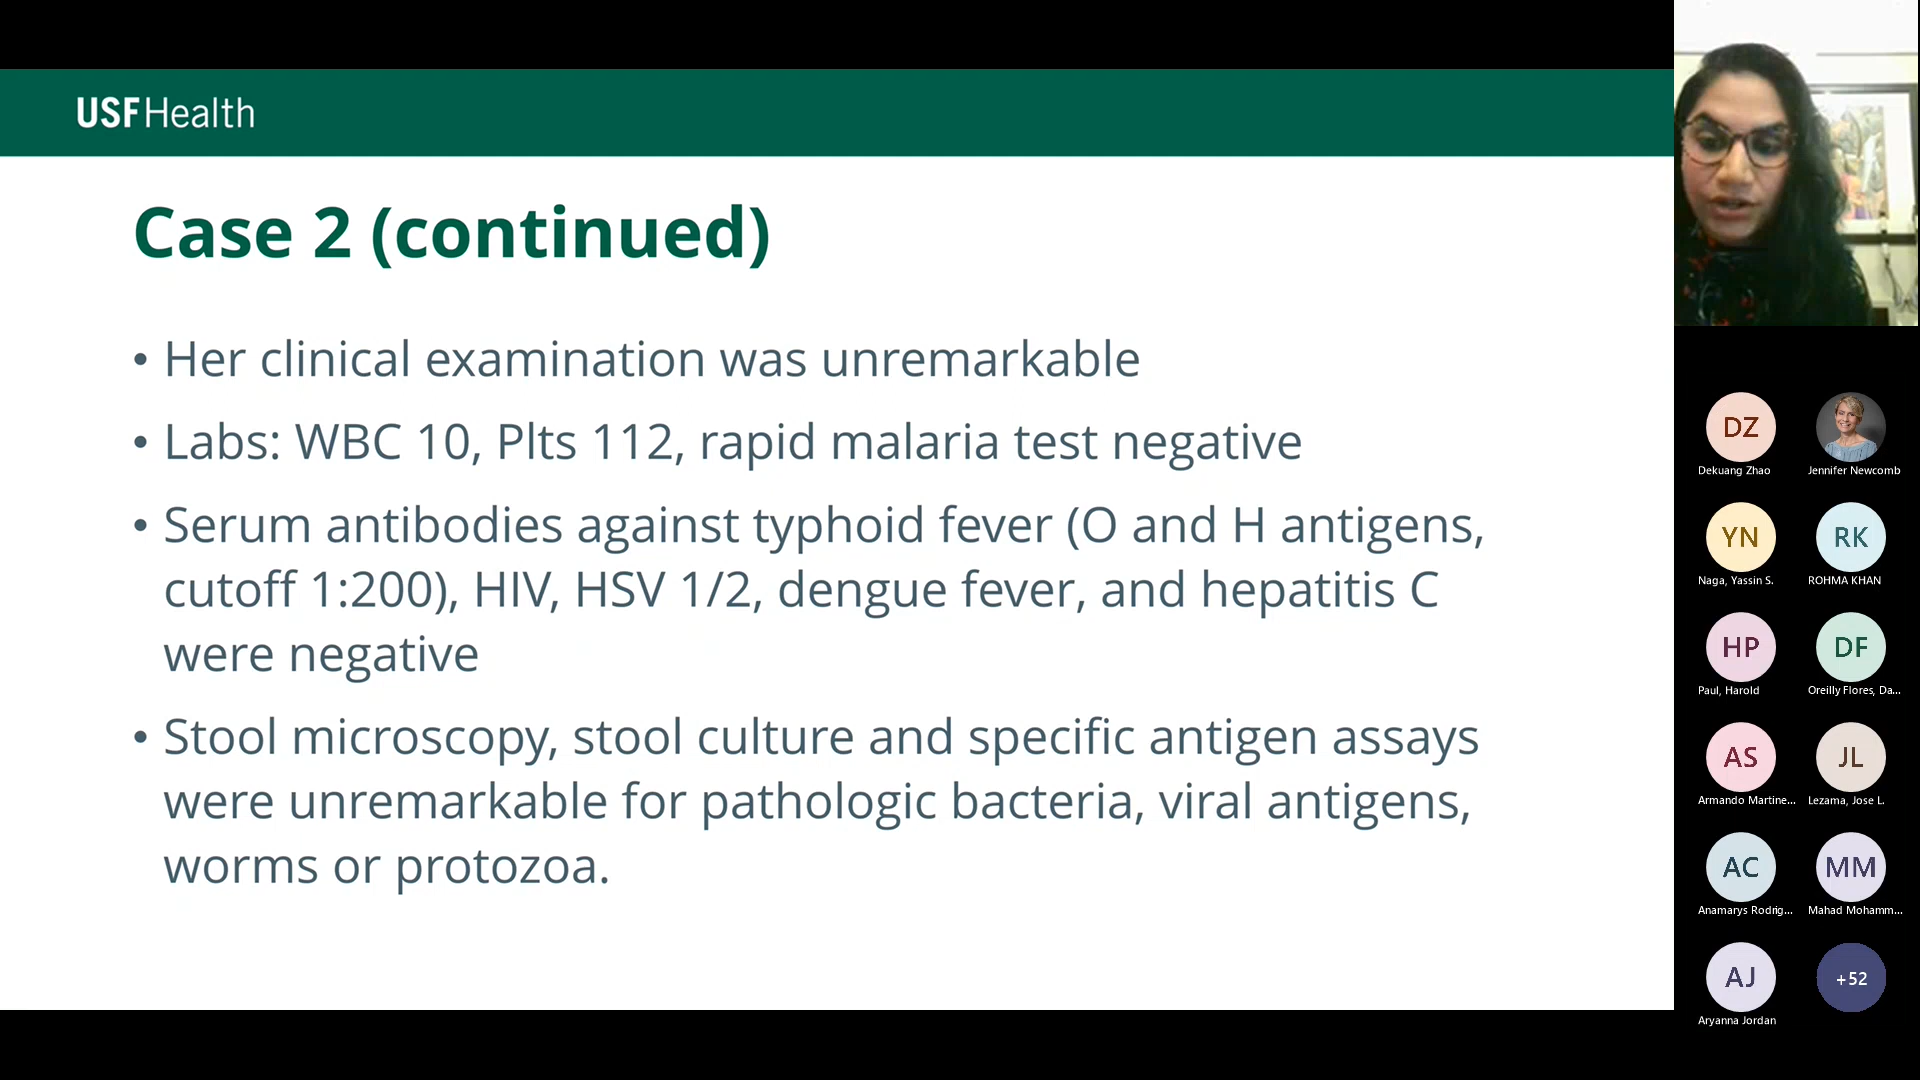 USFHealth
Case 2 (continued)
• Her clinical examination was unremarkable
• Labs: WBC 10, Plts 112, rapid malaria test negative
• Serum antibodies against typhoid fever (O and H antigens,
cutoff 1:200), HIV, HSV 1/2, dengue fever, and hepatitis C
were negative
• Stool microscopy, stool culture and specific antigen assays
were unremarkable for pathologic bacteria, viral antigens,
worms or protozoa.
DZ
Dekuang Zhao
Jennifer Newcomb
YN
RK
Naga, Yassin S.
ROHMA KHAN
HP
DF
Paul, Harold
Oreilly Flores, Da...
AS
JL
Armando Martine...
Lezama, Jose L.
AC
MM
Anamarys Rodrig...
Mahad Mohamm...
AJ
+52
Aryanna Jordan